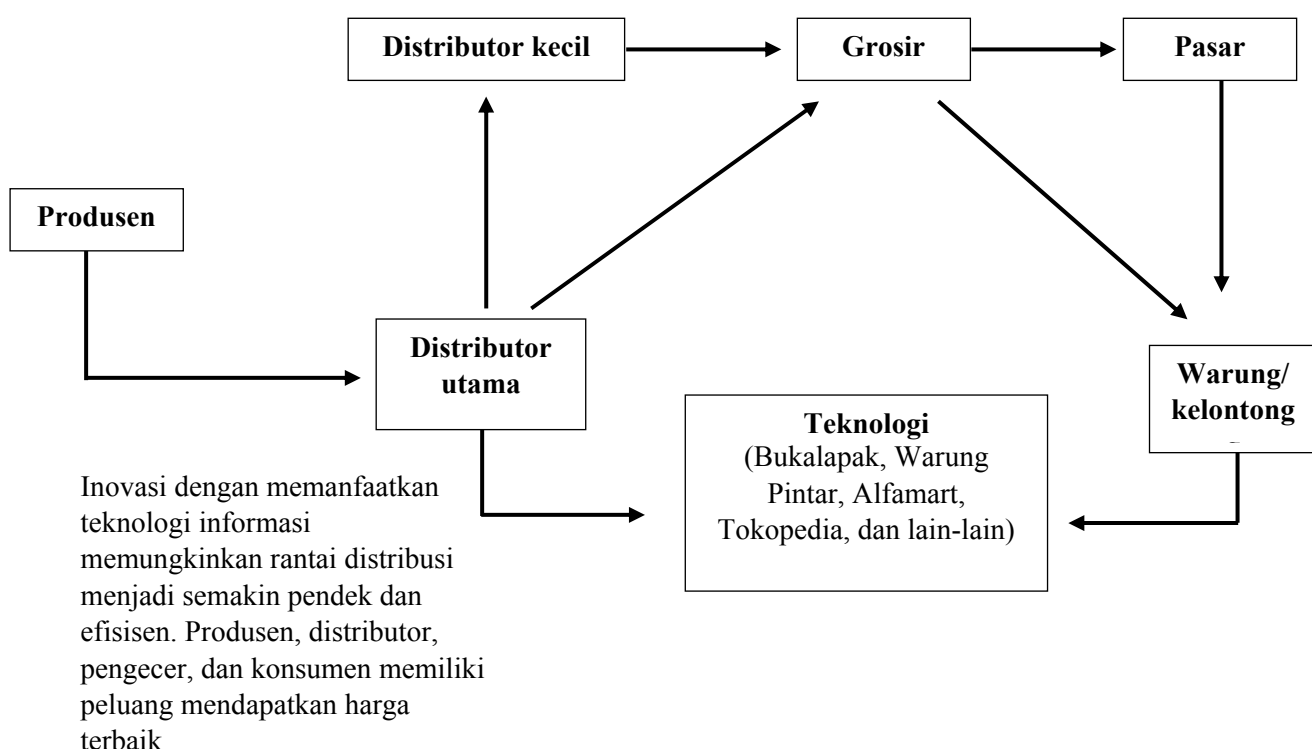 Distributor kecil
Grosir
Pasar
Produsen
Distributor
utama
Warung/
kelontong
Teknologi
(Bukalapak, Warung
Pintar, Alfamart,
Tokopedia, dan lain-lain)
Inovasi dengan memanfaatkan
teknologi informasi
memungkinkan rantai distribusi
menjadi semakin pendek dan
efisisen. Produsen, distributor,
pengecer, dan konsumen memiliki
peluang mendapatkan harga
terbaik